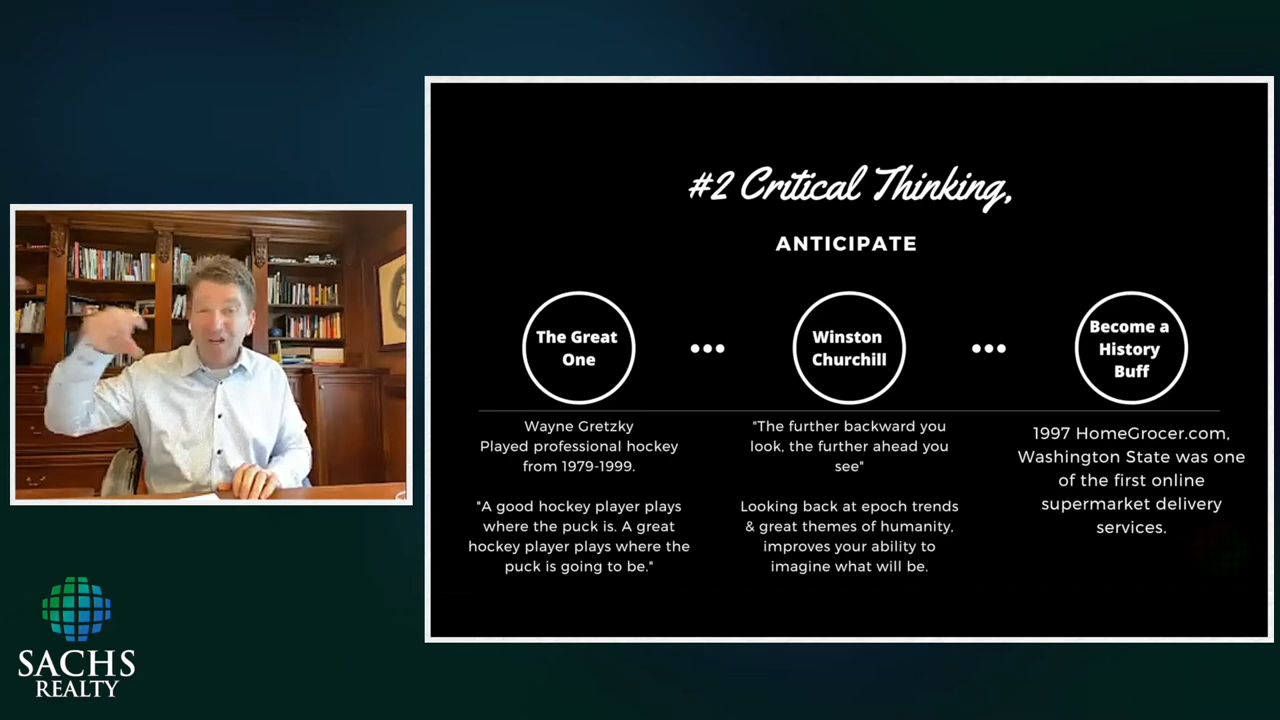 #2 Critical Thinking,
ANTICIPATE
The Great
One
Wayne Gretzky
Played professional hockey
from 1979-1999.
"A good hockey player plays
where the puck is. A great
hockey player plays where the
puck is going to be."
Winston
Churchill
"The further backward you
look, the further ahead you
see"
Looking back at epoch trends
& great themes of humanity,
improves your ability to
imagine what will be.
Become a
History
Buff
1997 HomeGrocer.com,
Washington State was one
of the first online
supermarket delivery
services.
SACHS
REALTY